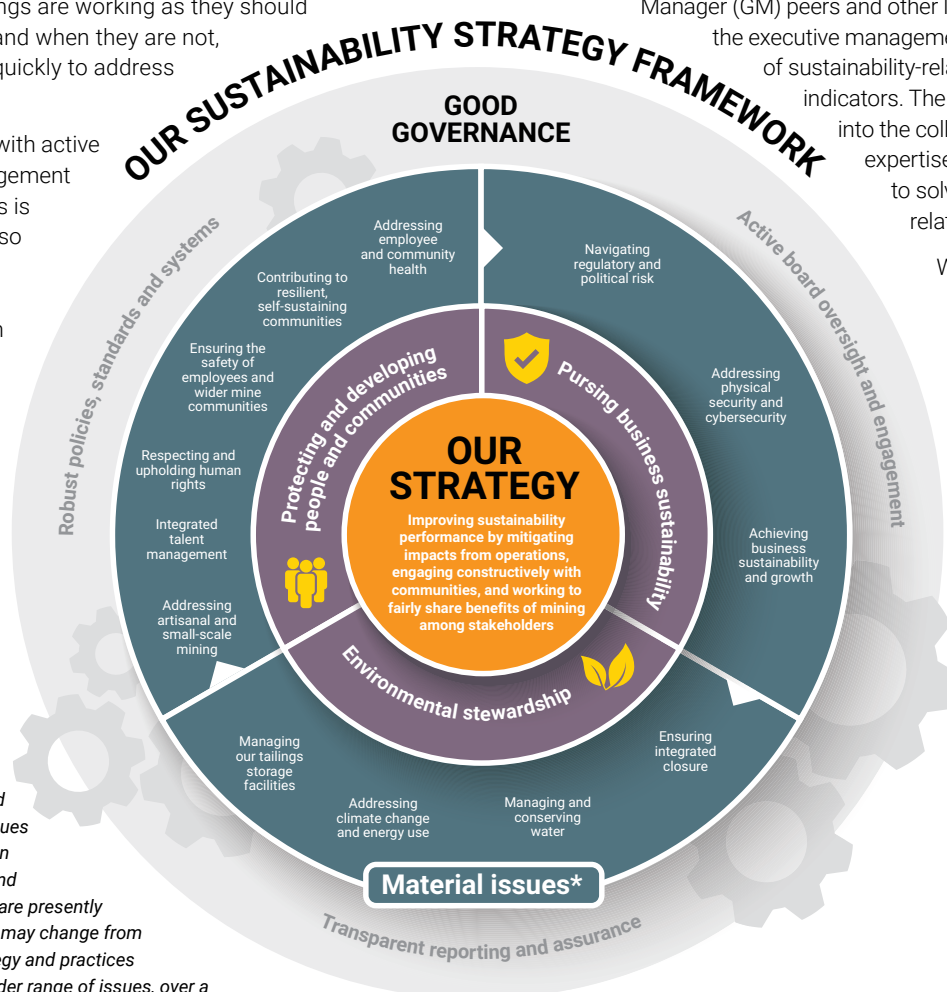 ngs are working as they should
and when they are not,
quickly to address
with active
gement
s is
so
n
Manager (GM) peers and other l
the executive manageme
of sustainability-rela
indicators. The
into the coll
expertise
to solv
relat
W
OUR SUSTAINABILITY STRATEGY FRAMEWORK
GOOD
GOVERNANCE
Robust policies, standards and systems
Active board oversight and engagement
Transparent reporting and assurance
Addressing
employee
and community
health
Contributing to
resilient,
self-sustaining
communities
Ensuring the
safety of
employees and
wider mine
communities
Respecting and
upholding human
rights
Integrated
talent
management
Addressing
artisanal and
small-scale
mining
Navigating
regulatory and
political risk
Addressing
physical
security and
cybersecurity
Achieving
business
sustainability
and growth
Ensuring
integrated
closure
Managing and
conserving
water
Addressing
climate change
and energy use
Managing
our tailings
storage
facilities
Protecting and developing
people and communities
Pursing business sustainability
Environmental stewardship
OUR
STRATEGY
Improving sustainability
performance by mitigating
impacts from operations,
engaging constructively with
communities, and working to
fairly share benefits of mining
among stakeholders
Material issues*
d
ues
n
nd
are presently
may change from
egy and practices
der range of issues, over a